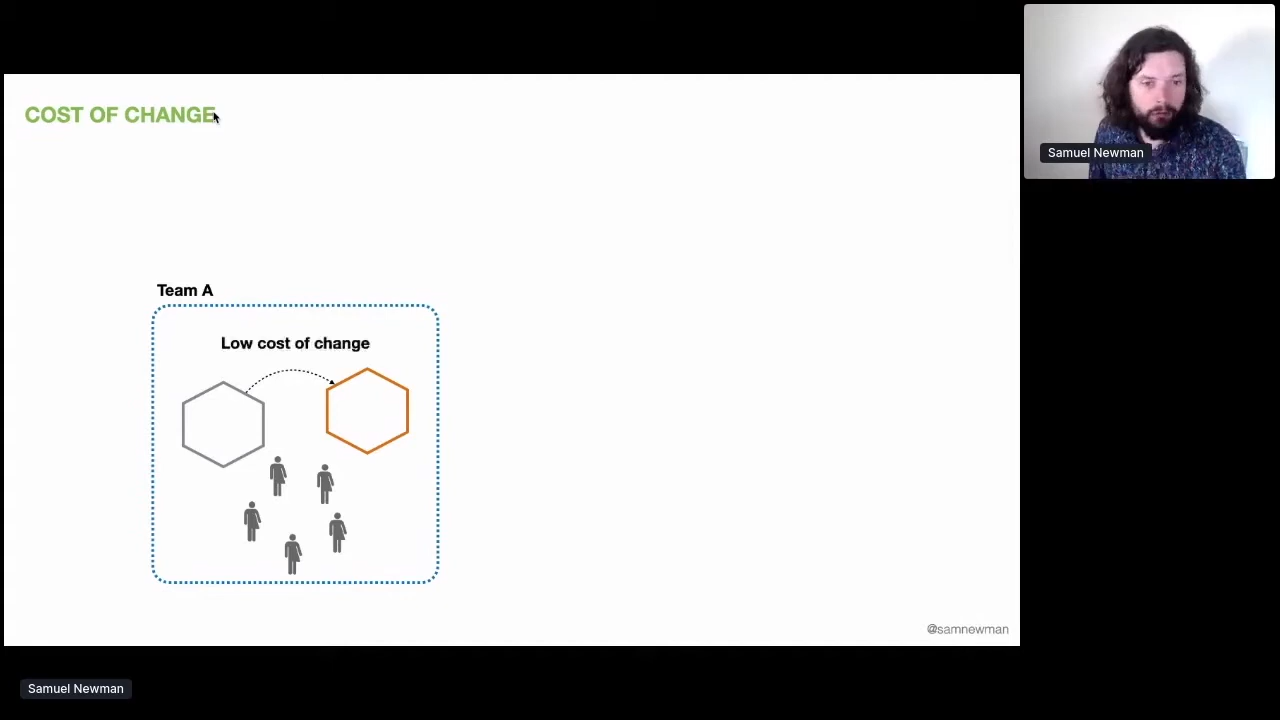 COST OF CHANGE
Samuel Newman
Team A
Low cost of change
@samnewman
Samuel Newman